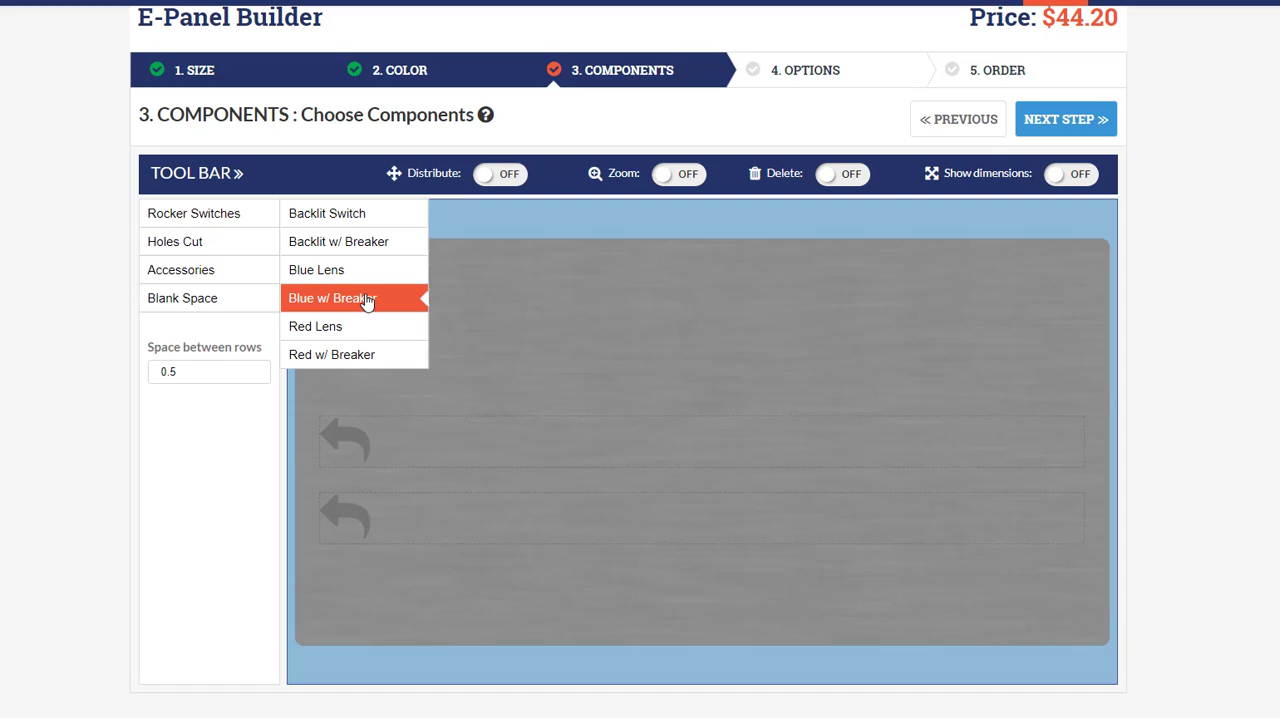 E-Panel Builder
Price: $44.20
1. SIZE
2. COLOR
3. COMPONENTS
4. OPTIONS
5. ORDER
3. COMPONENTS : Choose Components ?
« PREVIOUS
NEXT STEP »
TOOL BAR »
Distribute: OFF
Zoom: OFF
Delete: OFF
Show dimensions: OFF
Rocker Switches
Holes Cut
Accessories
Blank Space
Backlit Switch
Backlit w/ Breaker
Blue Lens
Blue w/ Breaker
Red Lens
Red w/ Breaker
Space between rows
0.5